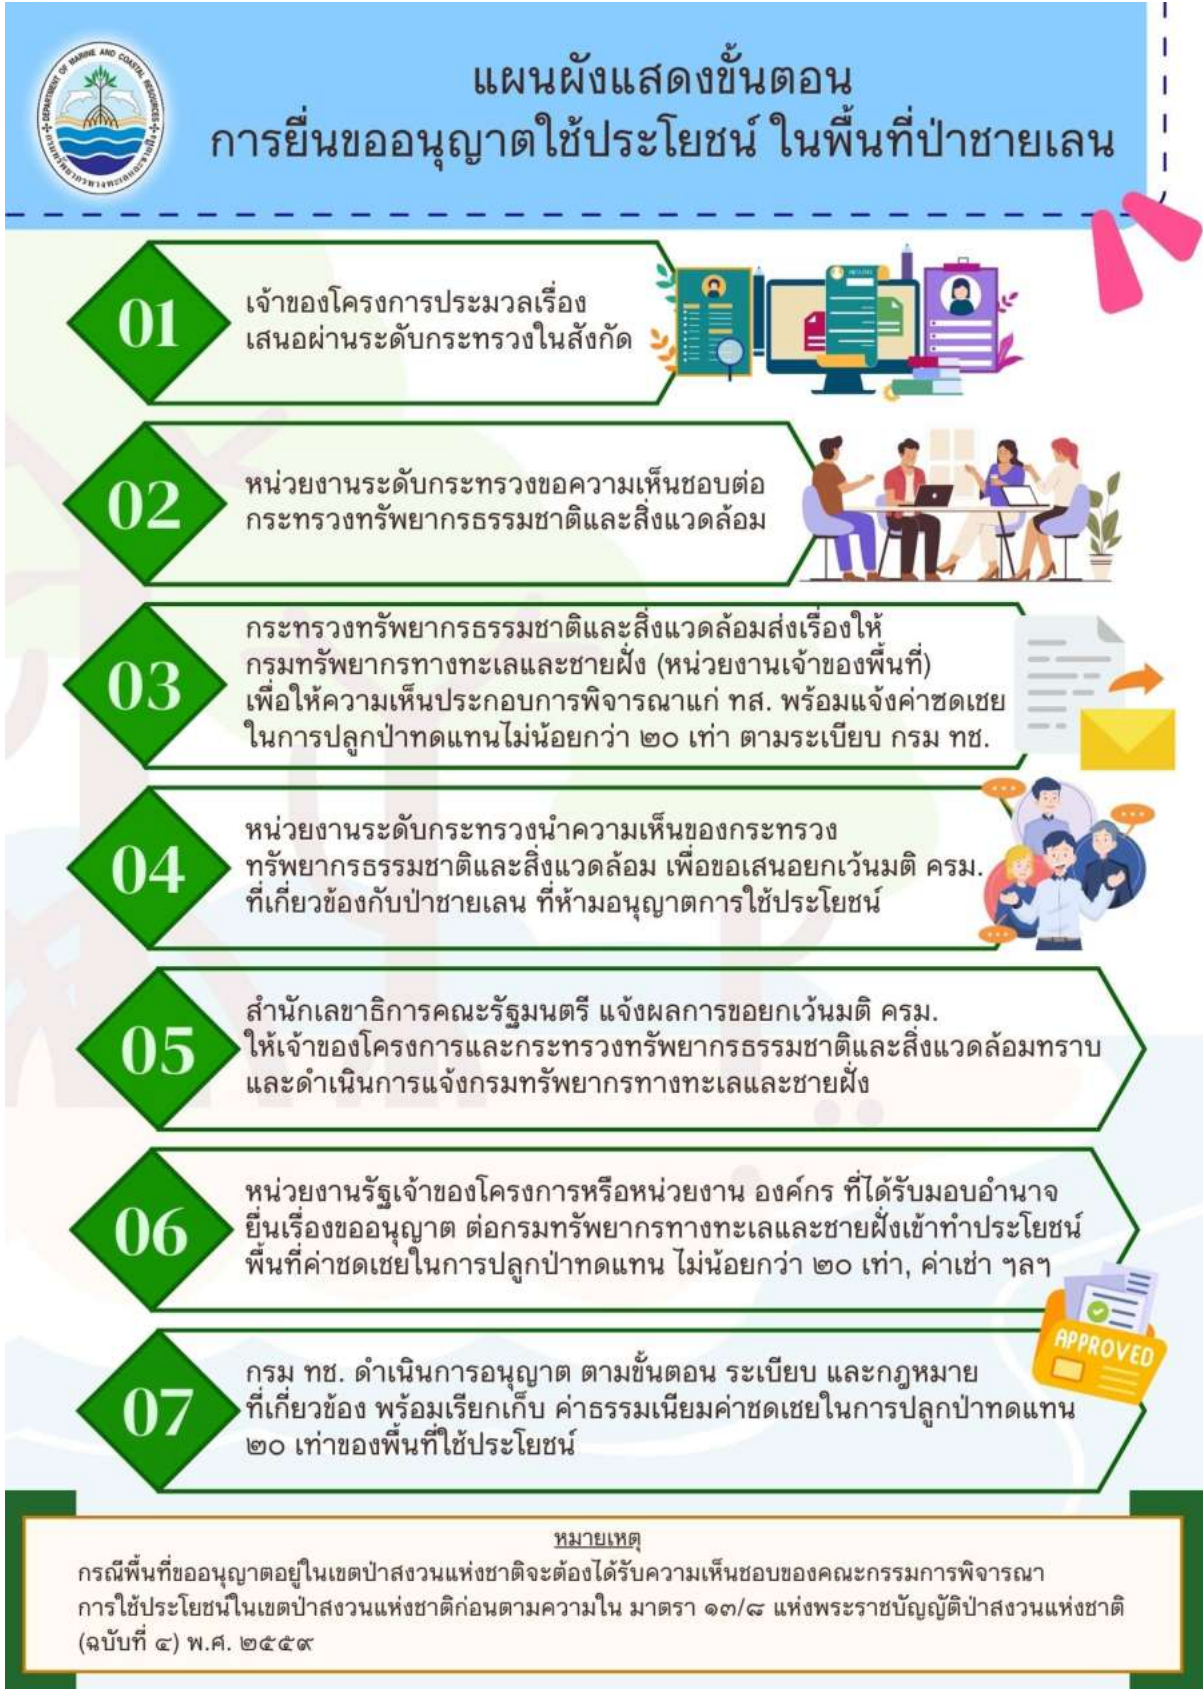 DEPARTMENT OF MARINE AND COASTAL RESOURCES
กรมทรัพยากรทางทะเลและชายฝั่ง
แผนผังแสดงขั้นตอน
การยื่นขออนุญาตใช้ประโยชน์ ในพื้นที่ป่าชายเลน
01
เจ้าของโครงการประมวลเรื่อง
เสนอผ่านระดับกระทรวงในสังกัด
02
หน่วยงานระดับกระทรวงขอความเห็นชอบต่อ
กระทรวงทรัพยากรธรรมชาติและสิ่งแวดล้อม
03
กระทรวงทรัพยากรธรรมชาติและสิ่งแวดล้อมส่งเรื่องให้
กรมทรัพยากรทางทะเลและชายฝั่ง (หน่วยงานเจ้าของพื้นที่)
เพื่อให้ความเห็นประกอบการพิจารณาแก่ ทส. พร้อมแจ้งค่าชดเชย
ในการปลูกป่าทดแทนไม่น้อยกว่า ๒๐ เท่า ตามระเบียบ กรม ทช.
04
หน่วยงานระดับกระทรวงนำความเห็นของกระทรวง
ทรัพยากรธรรมชาติและสิ่งแวดล้อม เพื่อขอเสนอยกเว้นมติ ครม.
ที่เกี่ยวข้องกับป่าชายเลน ที่ห้ามอนุญาตการใช้ประโยชน์
05
สำนักเลขาธิการคณะรัฐมนตรี แจ้งผลการขอยกเว้นมติ ครม.
ให้เจ้าของโครงการและกระทรวงทรัพยากรธรรมชาติและสิ่งแวดล้อมทราบ
และดำเนินการแจ้งกรมทรัพยากรทางทะเลและชายฝั่ง
06
หน่วยงานรัฐเจ้าของโครงการหรือหน่วยงาน องค์กร ที่ได้รับมอบอำนาจ
ยื่นเรื่องขออนุญาต ต่อกรมทรัพยากรทางทะเลและชายฝั่งเข้าทำประโยชน์
พื้นที่ค่าชดเชยในการปลูกป่าทดแทน ไม่น้อยกว่า ๒๐ เท่า, ค่าเช่า ฯลฯ
APPROVED
07
กรม ทช. ดำเนินการอนุญาต ตามขั้นตอน ระเบียบ และกฎหมาย
ที่เกี่ยวข้อง พร้อมเรียกเก็บ ค่าธรรมเนียมค่าชดเชยในการปลูกป่าทดแทน
๒๐ เท่าของพื้นที่ใช้ประโยชน์
หมายเหตุ
กรณีพื้นที่ขออนุญาตอยู่ในเขตป่าสงวนแห่งชาติจะต้องได้รับความเห็นชอบของคณะกรรมการพิจารณา
การใช้ประโยชน์ในเขตป่าสงวนแห่งชาติก่อนตามความใน มาตรา ๑๓/๘ แห่งพระราชบัญญัติป่าสงวนแห่งชาติ
(ฉบับที่ ๔) พ.ศ. ๒๕๕๙